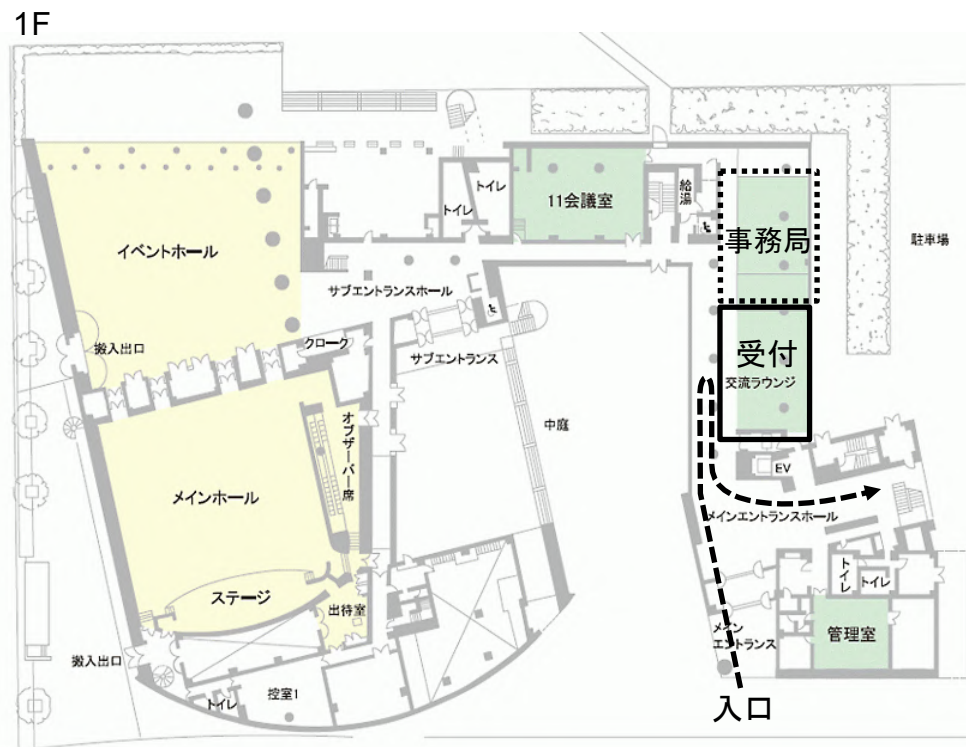 1F
トイレ
トイレ
11会議室
給湯
事務局
駐車場
イベントホール
サブエントランスホール
搬入出口
クローク
サブエントランス
受付
交流ラウンジ
オブザーバー席
中庭
EV
メインホール
メインエントランスホール
ステージ
出待室
トイレ
トイレ
メイン
エントランス
管理室
搬入出口
控室1
トイレ
入口